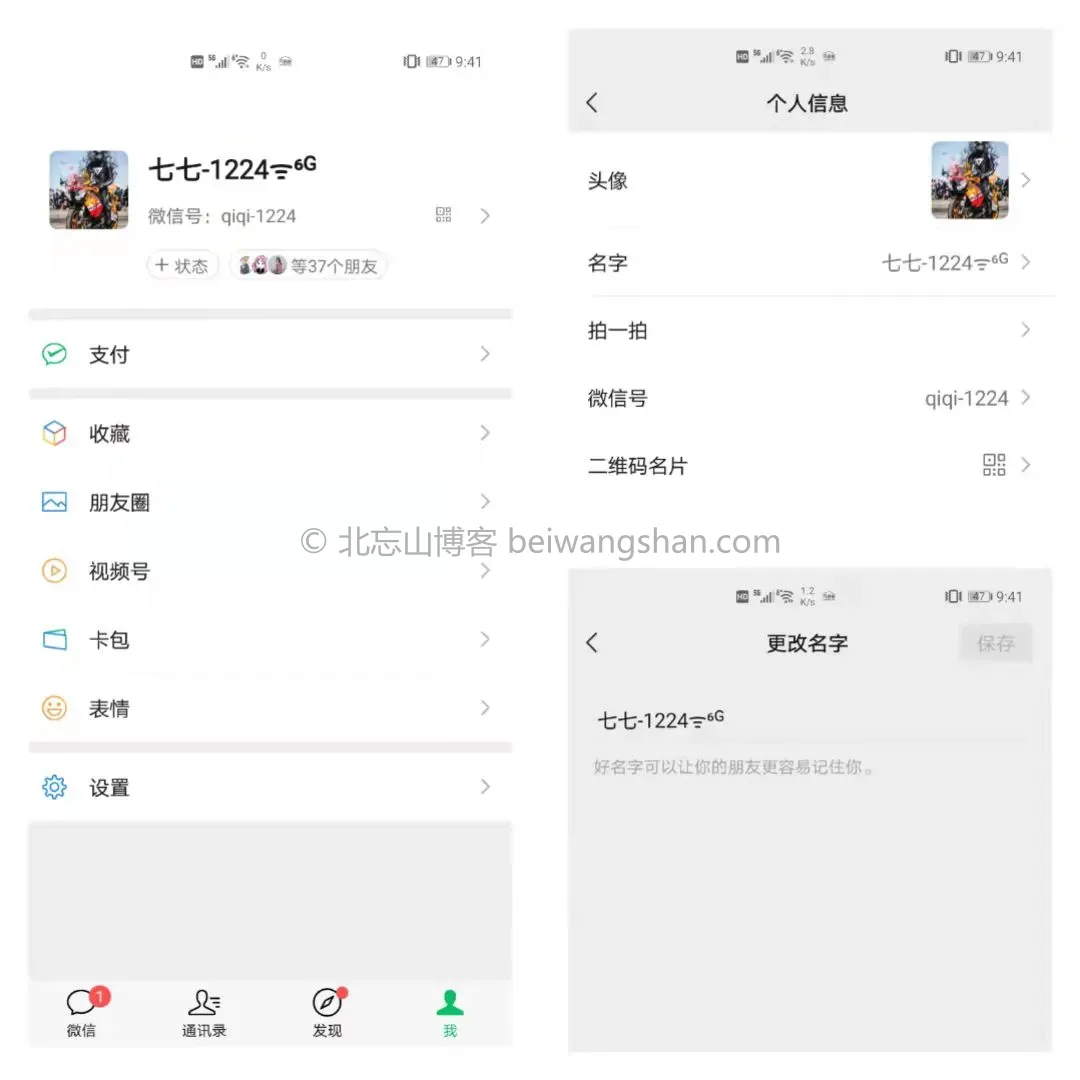 HD 5G 6 0 K/s 47 9:41
七七-1224 6G
微信号：qiqi-1224
+ 状态 等37个朋友
支付
收藏
朋友圈
视频号
卡包
表情
设置
1
微信 通讯录 发现 我
HD 5G 6 2.8 K/s 47 9:41
个人信息
头像
名字 七七-1224 6G
拍一拍
微信号 qiqi-1224
二维码名片
© 北忘山博客 beiwangshan.com
HD 5G 6 1.2 K/s 47 9:41
更改名字 保存
七七-1224 6G
好名字可以让你的朋友更容易记住你。